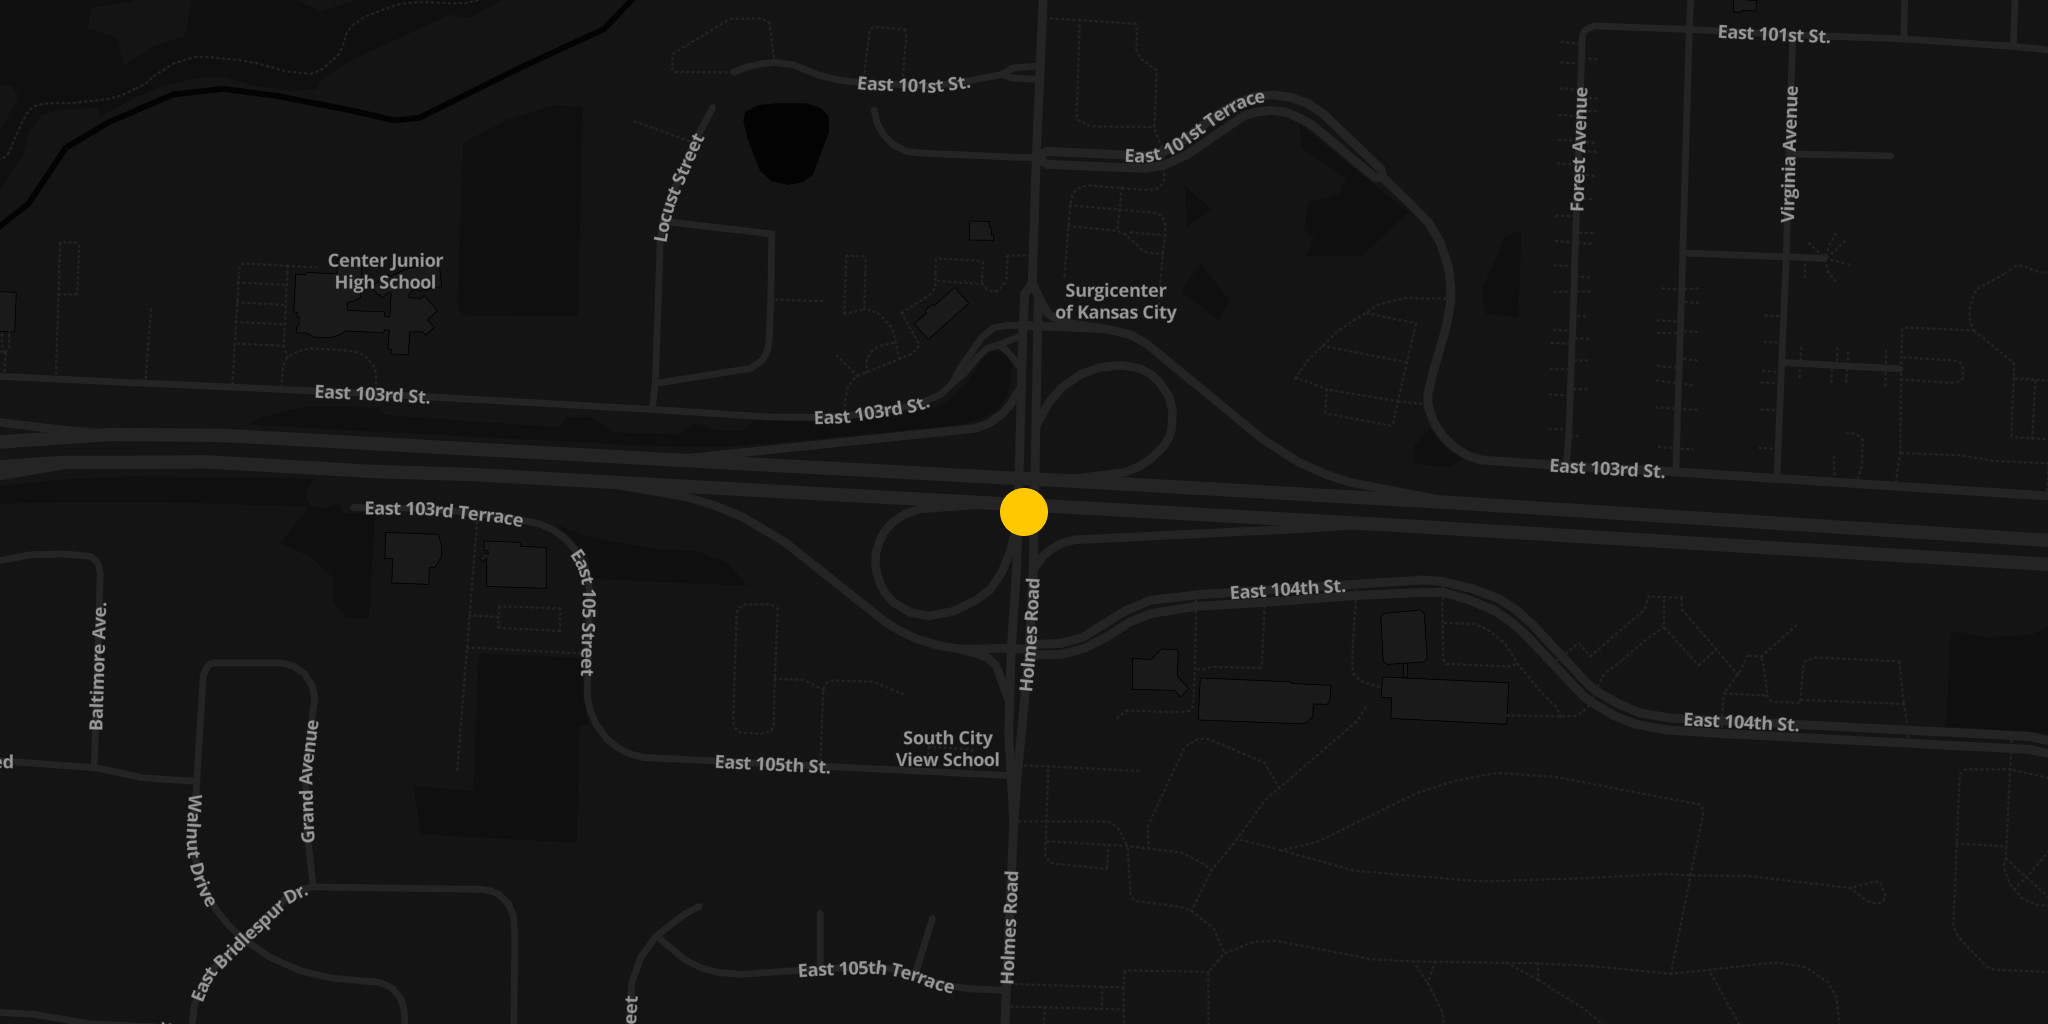 East 101st St.
East 101st St.
East 101st Terrace
Forest Avenue
Virginia Avenue
Locust Street
Center Junior
High School
Surgicenter
of Kansas City
East 103rd St.
East 103rd St.
East 103rd St.
East 103rd Terrace
East 105 Streeet
East 104th St.
Holmes Road
Baltimore Ave.
East 104th St.
Grand Avenue
South City
View School
East 105th St.
ed
Walnut Drive
East Bridlespur Dr.
Holmes Road
East 105th Terrace
eet